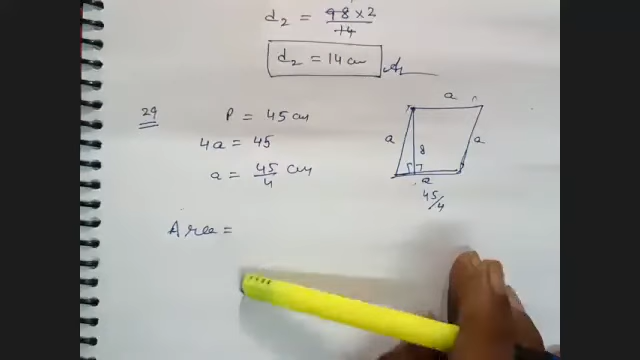 d₂ = 98 × 2 / 14
d₂ = 14 cm
29
P = 45 cm
4a = 45
a = 45/4 cm
Area =
a
a
a
8
a
45/4